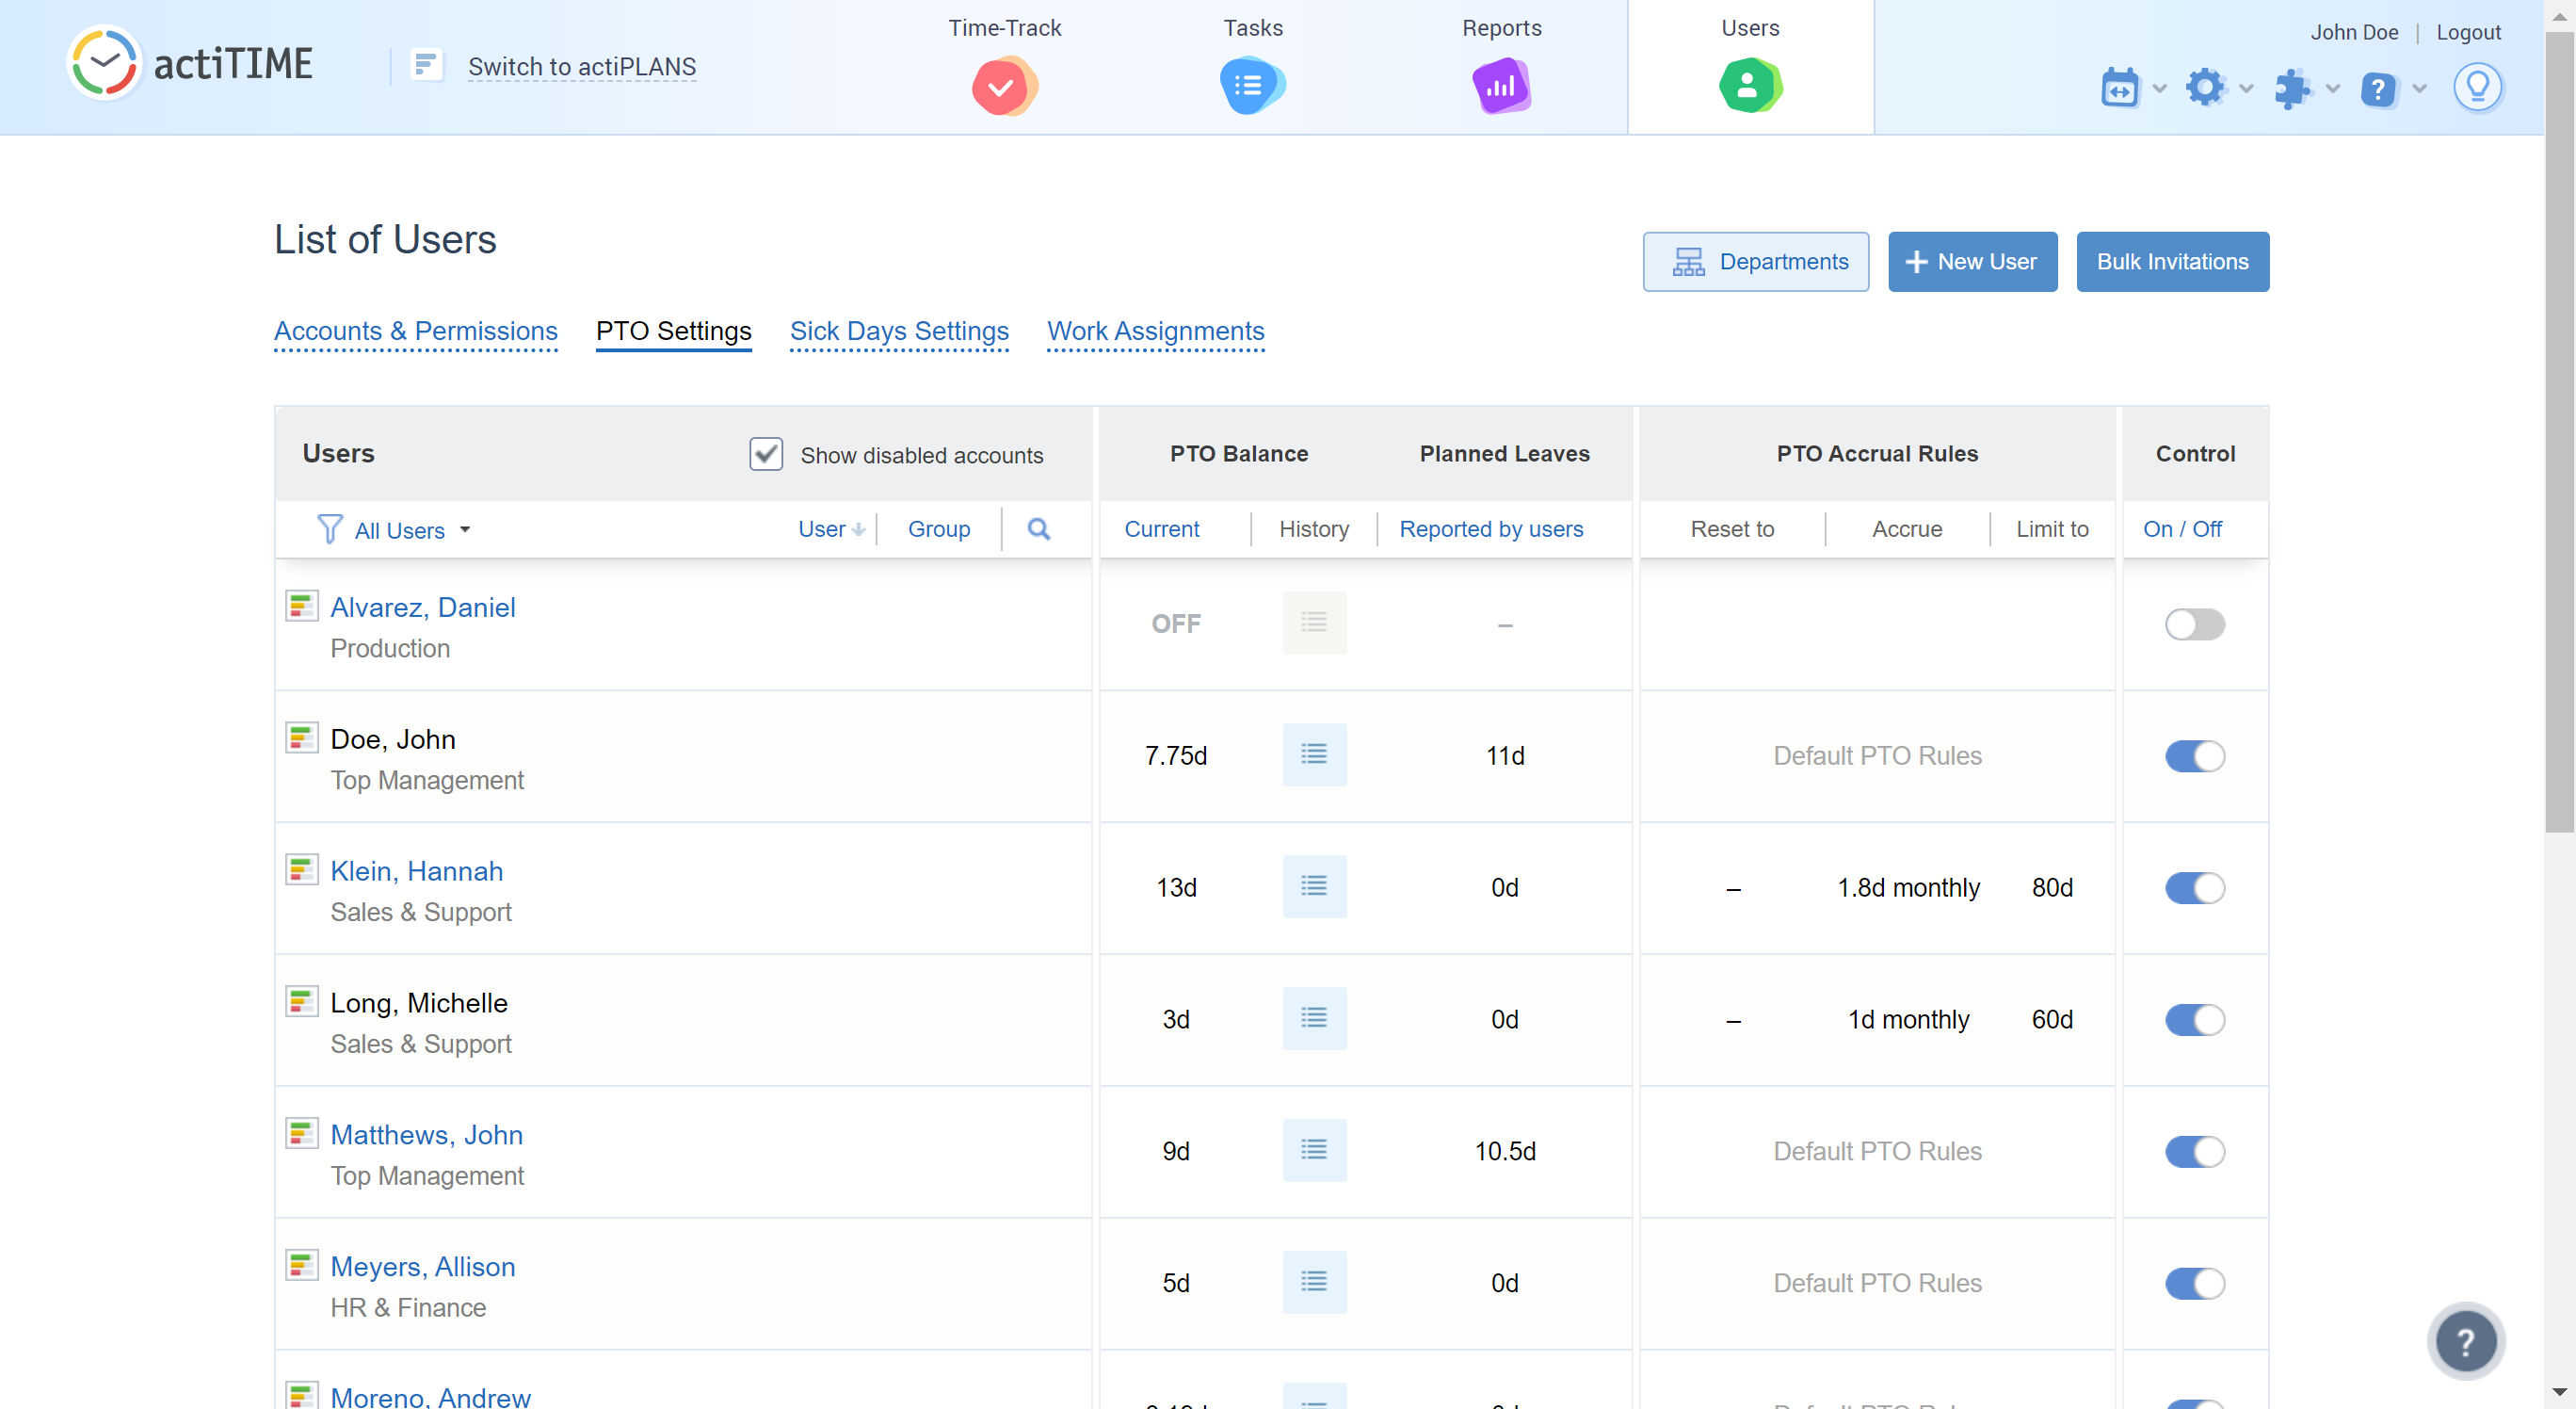 actiTIME
Switch to actiPLANS
Time-Track
Tasks
Reports
Users
John Doe | Logout
List of Users
Departments
New User
Bulk Invitations
Accounts & Permissions
PTO Settings
Sick Days Settings
Work Assignments
Users
Show disabled accounts
PTO Balance
Planned Leaves
PTO Accrual Rules
Control
All Users
User
Group
Current
History
Reported by users
Reset to
Accrue
Limit to
On / Off
Alvarez, Daniel
Production
OFF
–
Doe, John
Top Management
7.75d
11d
Default PTO Rules
Klein, Hannah
Sales & Support
13d
0d
–
1.8d monthly
80d
Long, Michelle
Sales & Support
3d
0d
–
1d monthly
60d
Matthews, John
Top Management
9d
10.5d
Default PTO Rules
Meyers, Allison
HR & Finance
5d
0d
Default PTO Rules
?
Moreno, Andrew